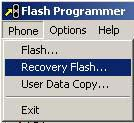 Flash Programmer
Phone Options Help
Flash...
Recovery Flash...
User Data Copy...
Exit